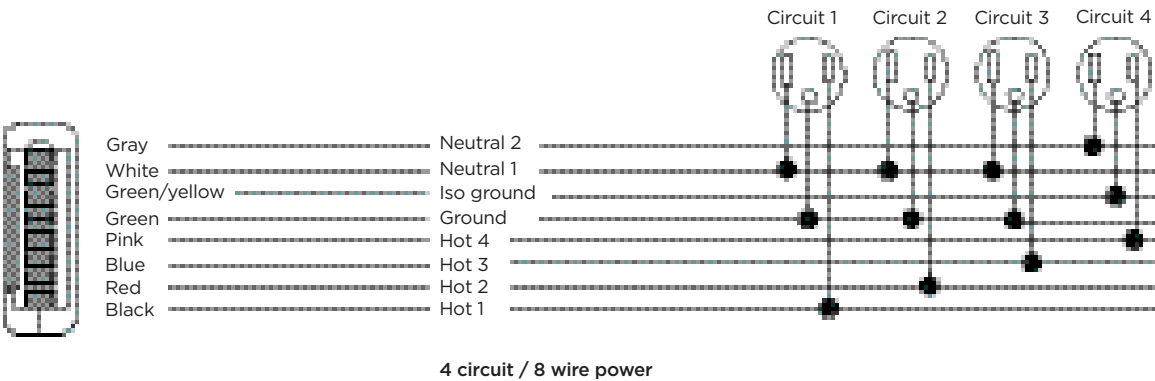 Circuit 1 Circuit 2 Circuit 3 Circuit 4
Gray Neutral 2
White Neutral 1
Green/yellow Iso ground
Green Ground
Pink Hot 4
Blue Hot 3
Red Hot 2
Black Hot 1
4 circuit / 8 wire power